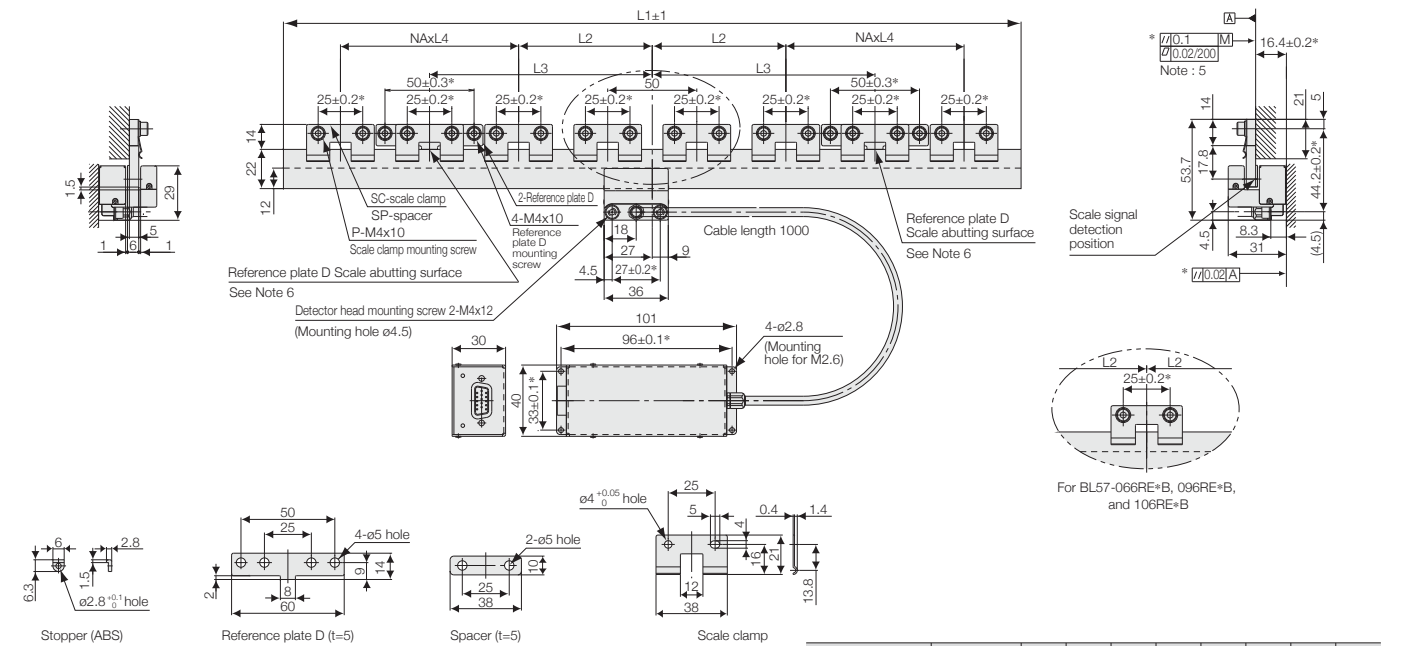 L1±1
NAxL4
L2
L2
NAxL4
L3
L3
50±0.3*
50
50±0.3*
25±0.2*
25±0.2*
25±0.2*
25±0.2*
25±0.2*
25±0.2*
25±0.2*
25±0.2*
14
22
12
SC-scale clamp
SP-spacer
P-M4x10
Scale clamp mounting screw
2-Reference plate D
4-M4x10
Reference
plate D
mounting
screw
Reference plate D Scale abutting surface
See Note 6
Detector head mounting screw 2-M4x12
(Mounting hole ø4.5)
18
27
9
4.5
27±0.2*
36
Cable length 1000
Reference plate D
Scale abutting surface
See Note 6
1.5
29
5
1
6
1
A
* // 0.1 M
⏥ 0.02/200
Note : 5
16.4±0.2*
14
21
5
53.7
17.8
44.2±0.2*
Scale signal
detection
position
4.5
8.3
(4.5)
31
* // 0.02 A
101
96±0.1*
4-ø2.8
(Mounting
hole for M2.6)
30
40
33±0.1*
L2
L2
25±0.2*
For BL57-066RE*B, 096RE*B,
and 106RE*B
6
2.8
6.3
1.5
ø2.8 +0.1 0 hole
Stopper (ABS)
50
25
4-ø5 hole
2
8
9
14
60
Reference plate D (t=5)
2-ø5 hole
10
25
38
Spacer (t=5)
ø4 +0.05 0 hole
25
5
4
16
21
12
38
0.4
1.4
13.8
Scale clamp